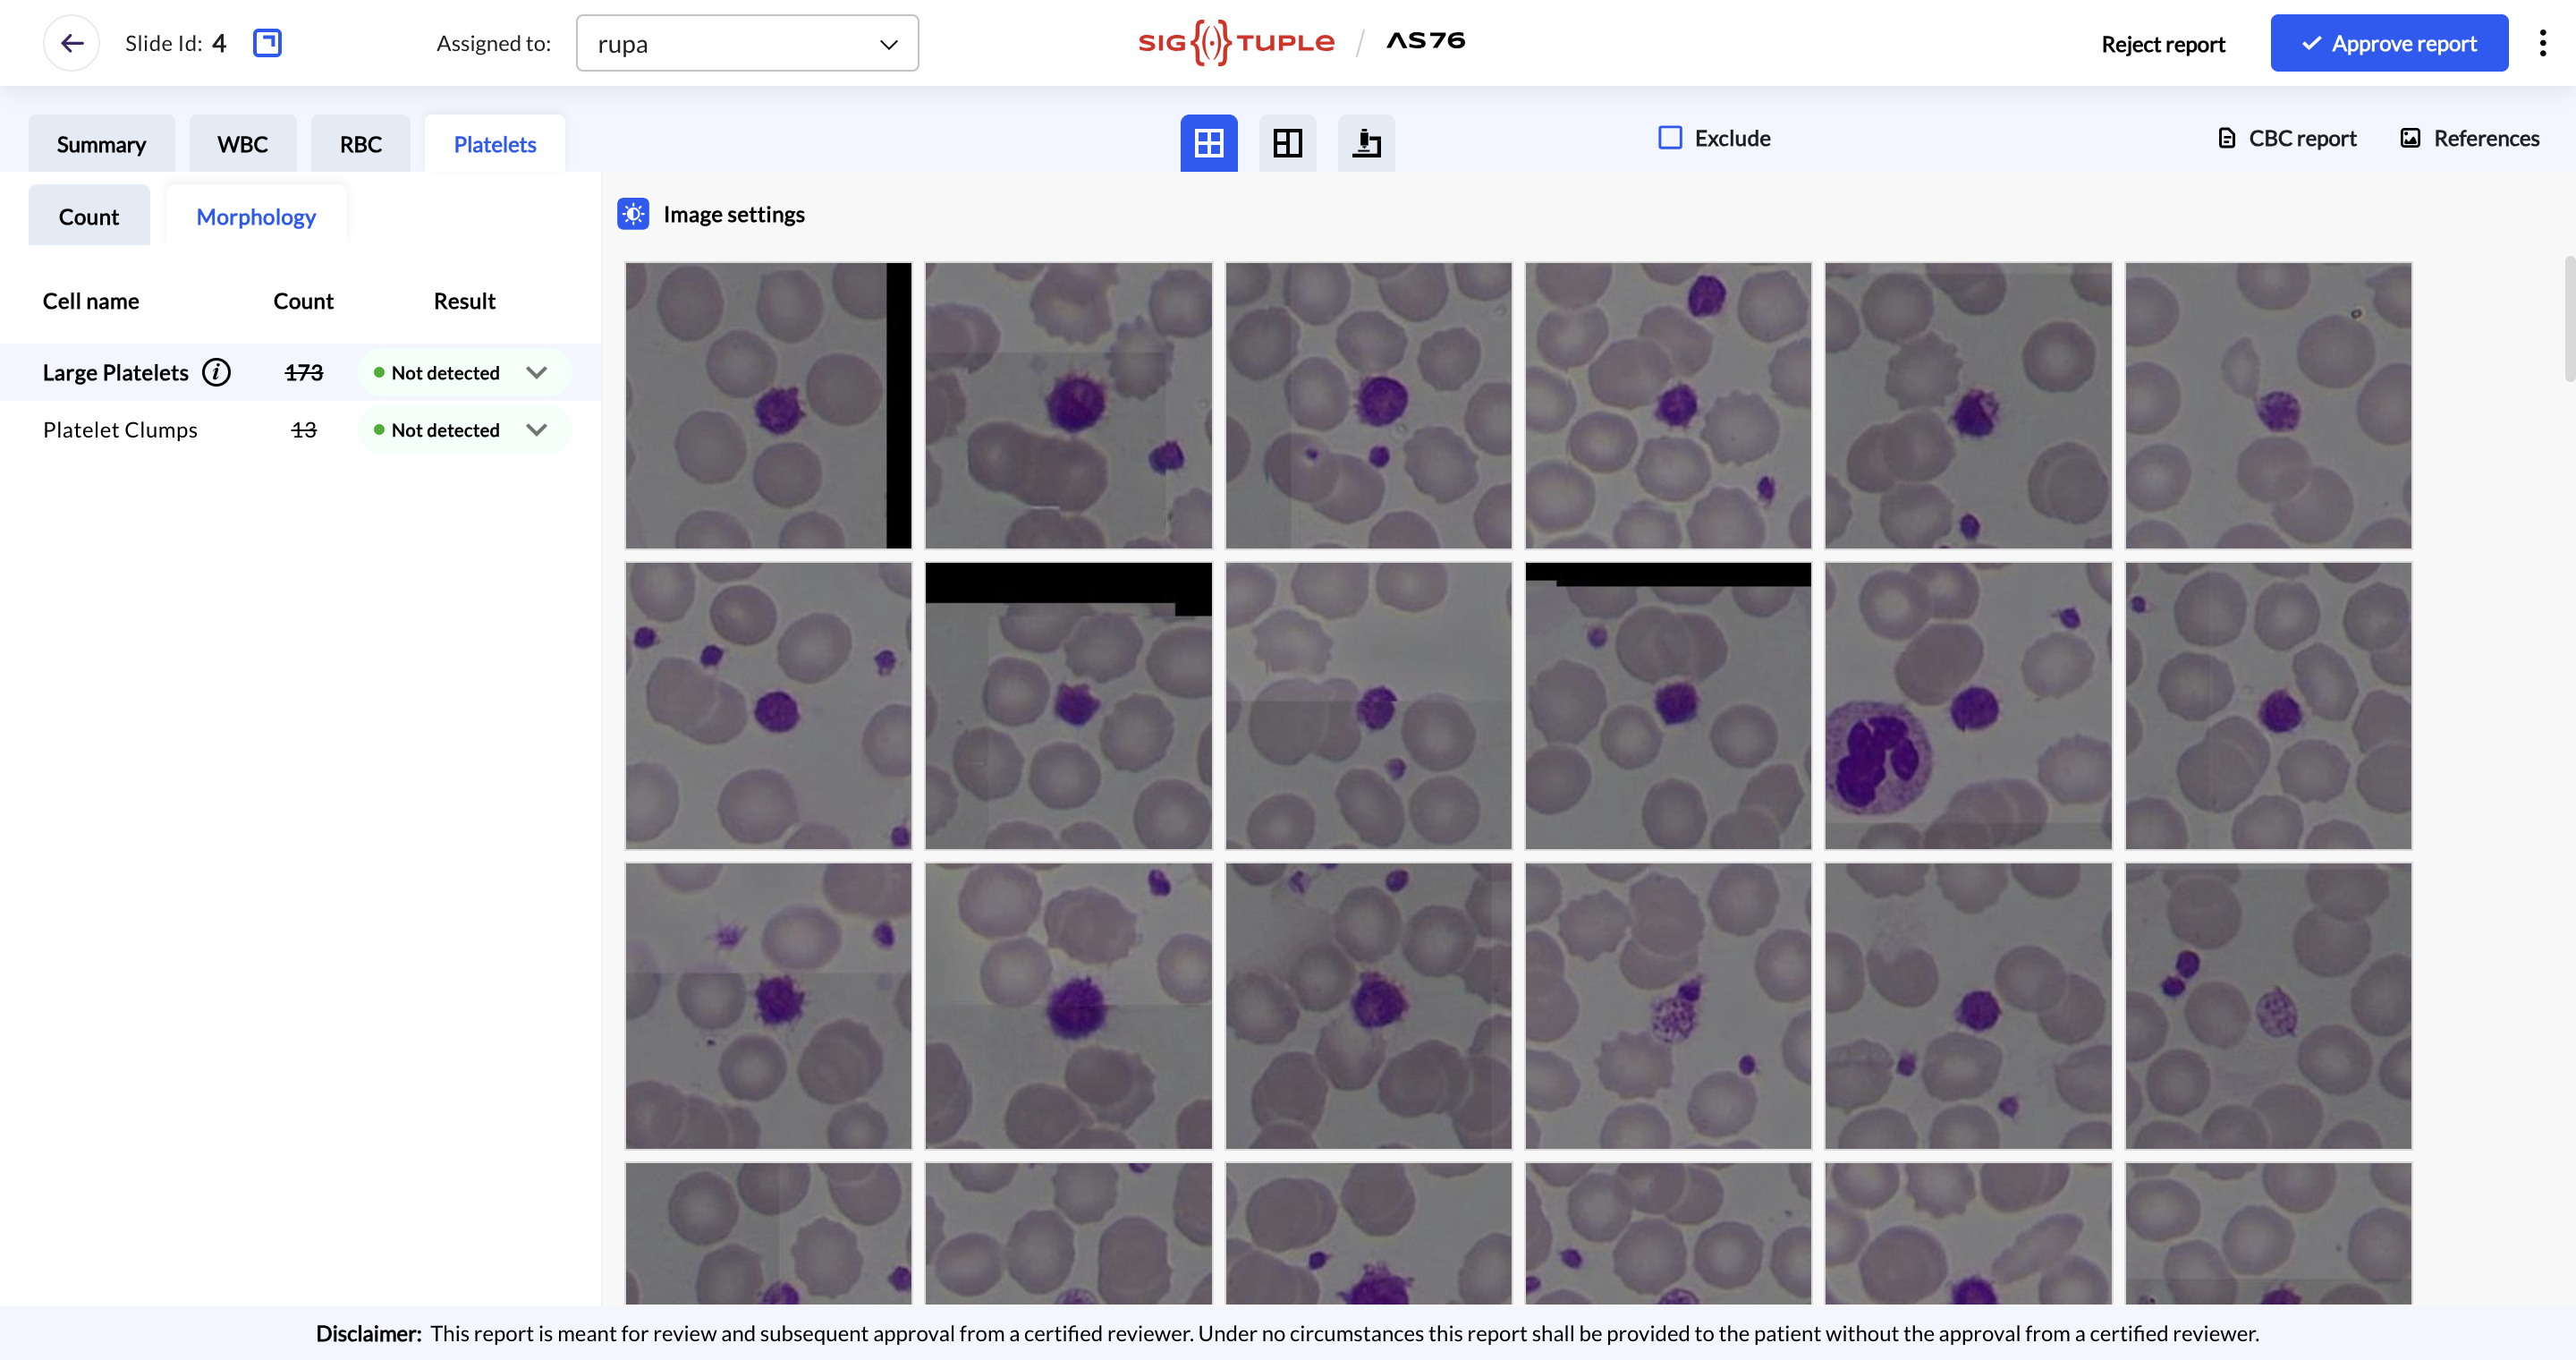 Slide Id: 4
Assigned to: rupa
SIG{(·)}TUPLE / AS76
Reject report
Approve report
Summary
WBC
RBC
Platelets
Exclude
CBC report
References
Count
Morphology
Image settings
Cell name Count Result
Large Platelets i 173 Not detected
Platelet Clumps 13 Not detected
Disclaimer: This report is meant for review and subsequent approval from a certified reviewer. Under no circumstances this report shall be provided to the patient without the approval from a certified reviewer.